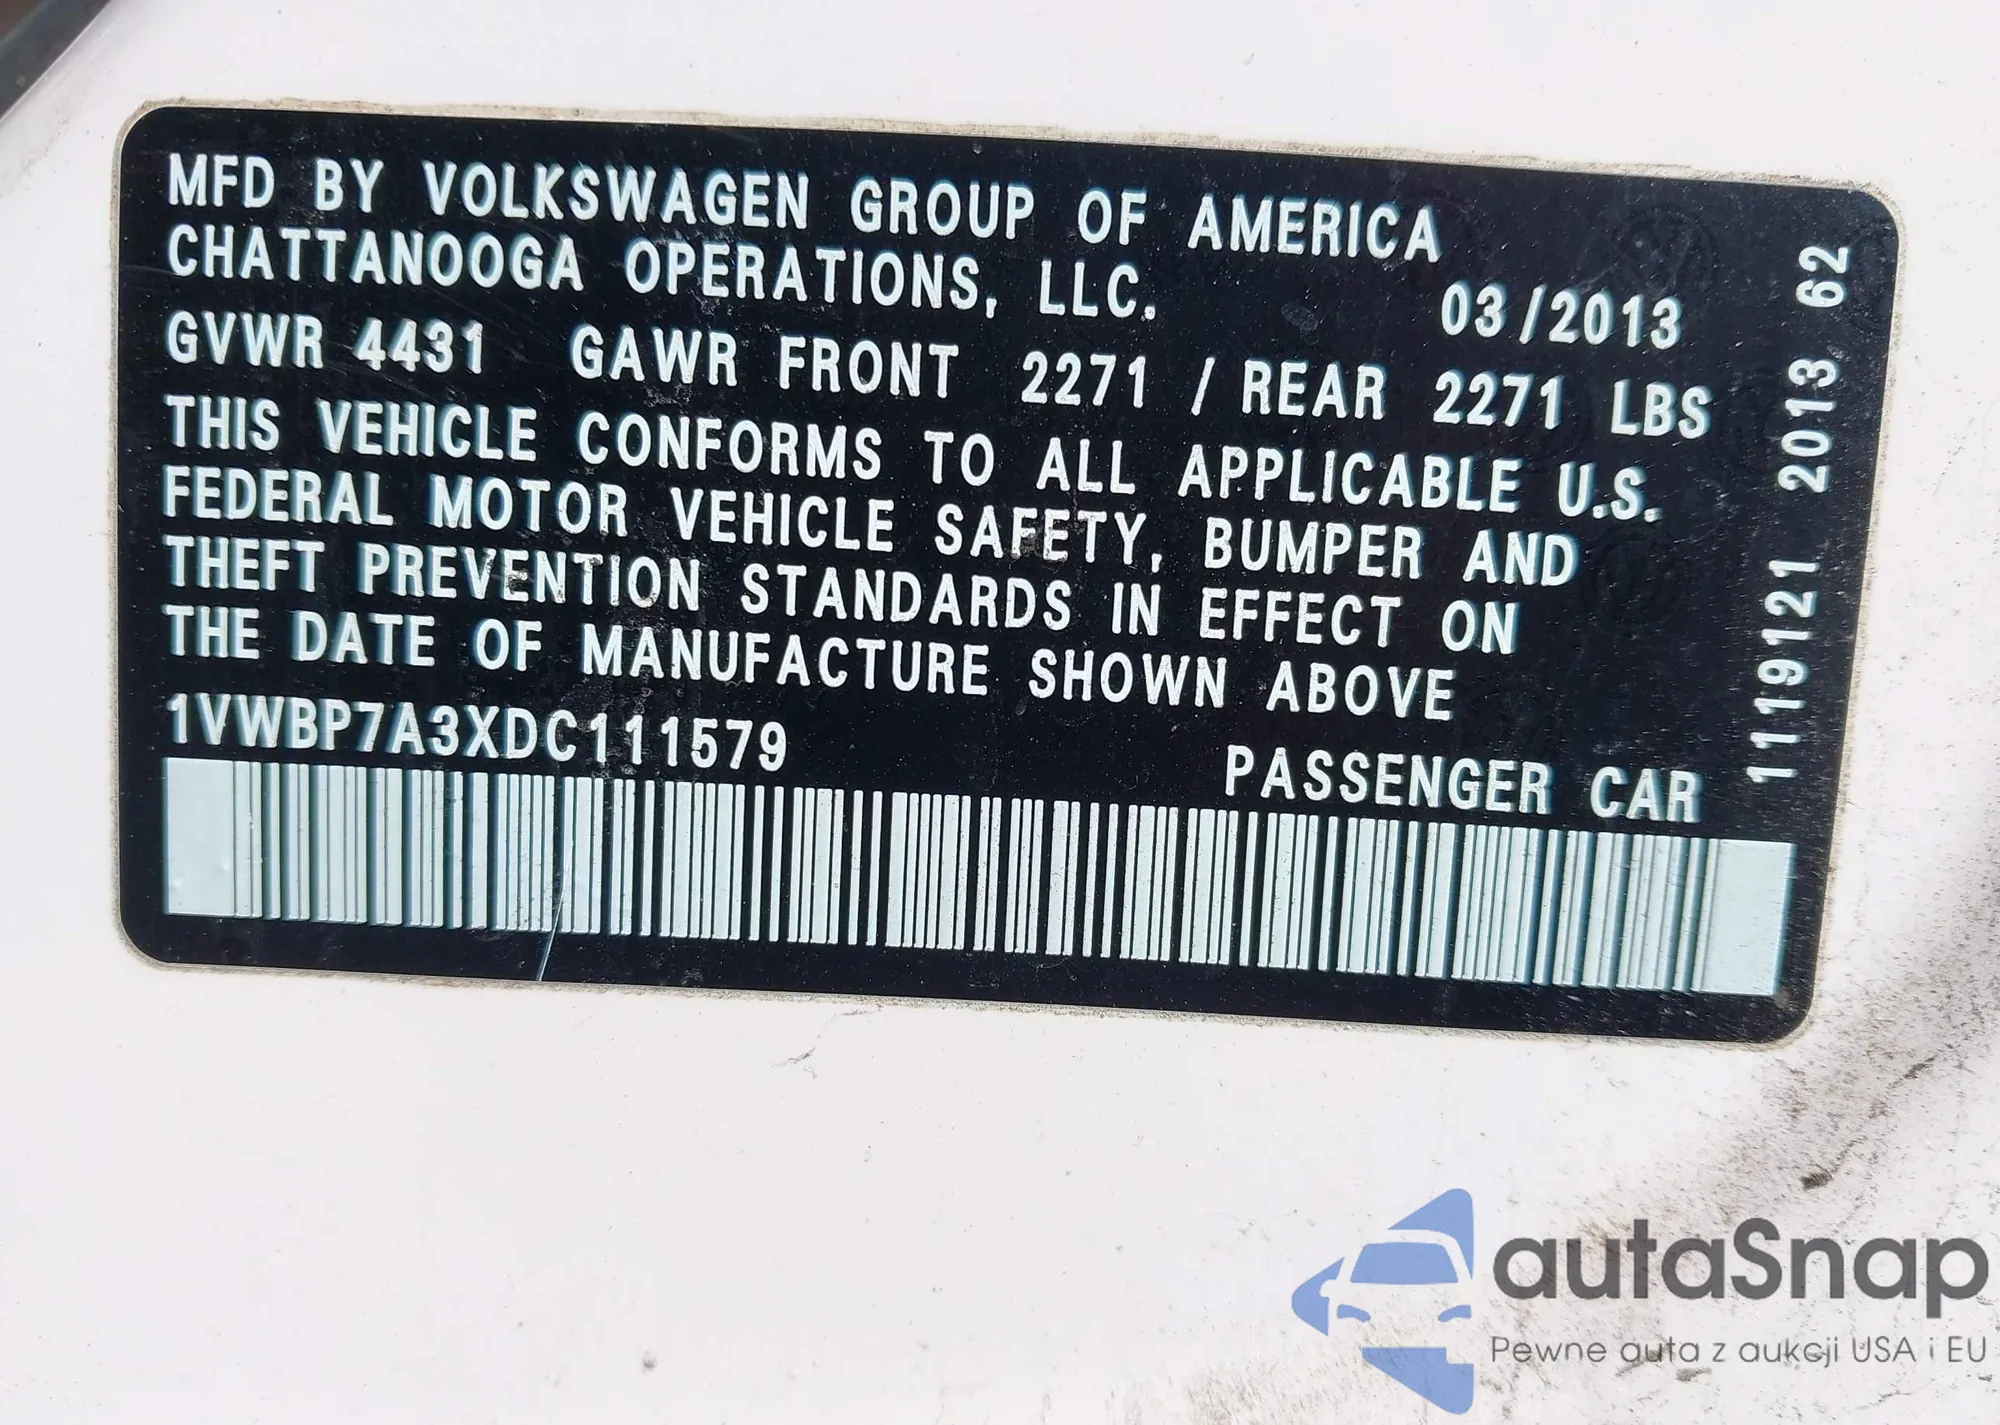 MFD BY VOLKSWAGEN GROUP OF AMERICA
CHATTANOOGA OPERATIONS, LLC.
03/2013
GVWR 4431 GAWR FRONT 2271 / REAR 2271 LBS
THIS VEHICLE CONFORMS TO ALL APPLICABLE U.S.
FEDERAL MOTOR VEHICLE SAFETY, BUMPER AND
THEFT PREVENTION STANDARDS IN EFFECT ON
THE DATE OF MANUFACTURE SHOWN ABOVE
1VWBP7A3XDC111579
PASSENGER CAR
1119121 2013 62
autaSnap
Pewne auta z aukcji USA i EU